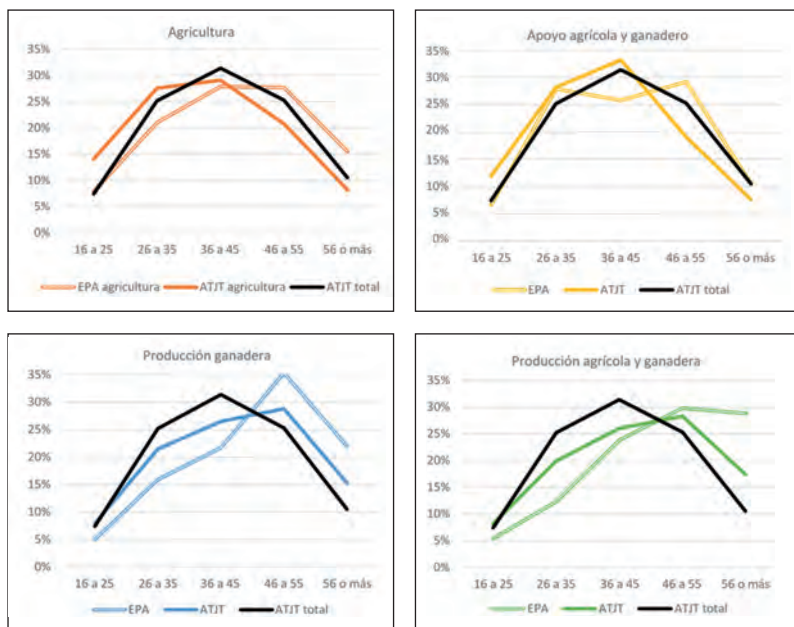 Agricultura
35%
30%
25%
20%
15%
10%
5%
0%
16 a 25 26 a 35 36 a 45 46 a 55 56 o más
EPA agricultura ATJT agricultura ATJT total
Apoyo agrícola y ganadero
35%
30%
25%
20%
15%
10%
5%
0%
16 a 25 26 a 35 36 a 45 46 a 55 56 o más
EPA ATJT ATJT total
Producción ganadera
35%
30%
25%
20%
15%
10%
5%
0%
16 a 25 26 a 35 36 a 45 46 a 55 56 o más
EPA ATJT ATJT total
Producción agrícola y ganadera
35%
30%
25%
20%
15%
10%
5%
0%
16 a 25 26 a 35 36 a 45 46 a 55 56 o más
EPA ATJT ATJT total